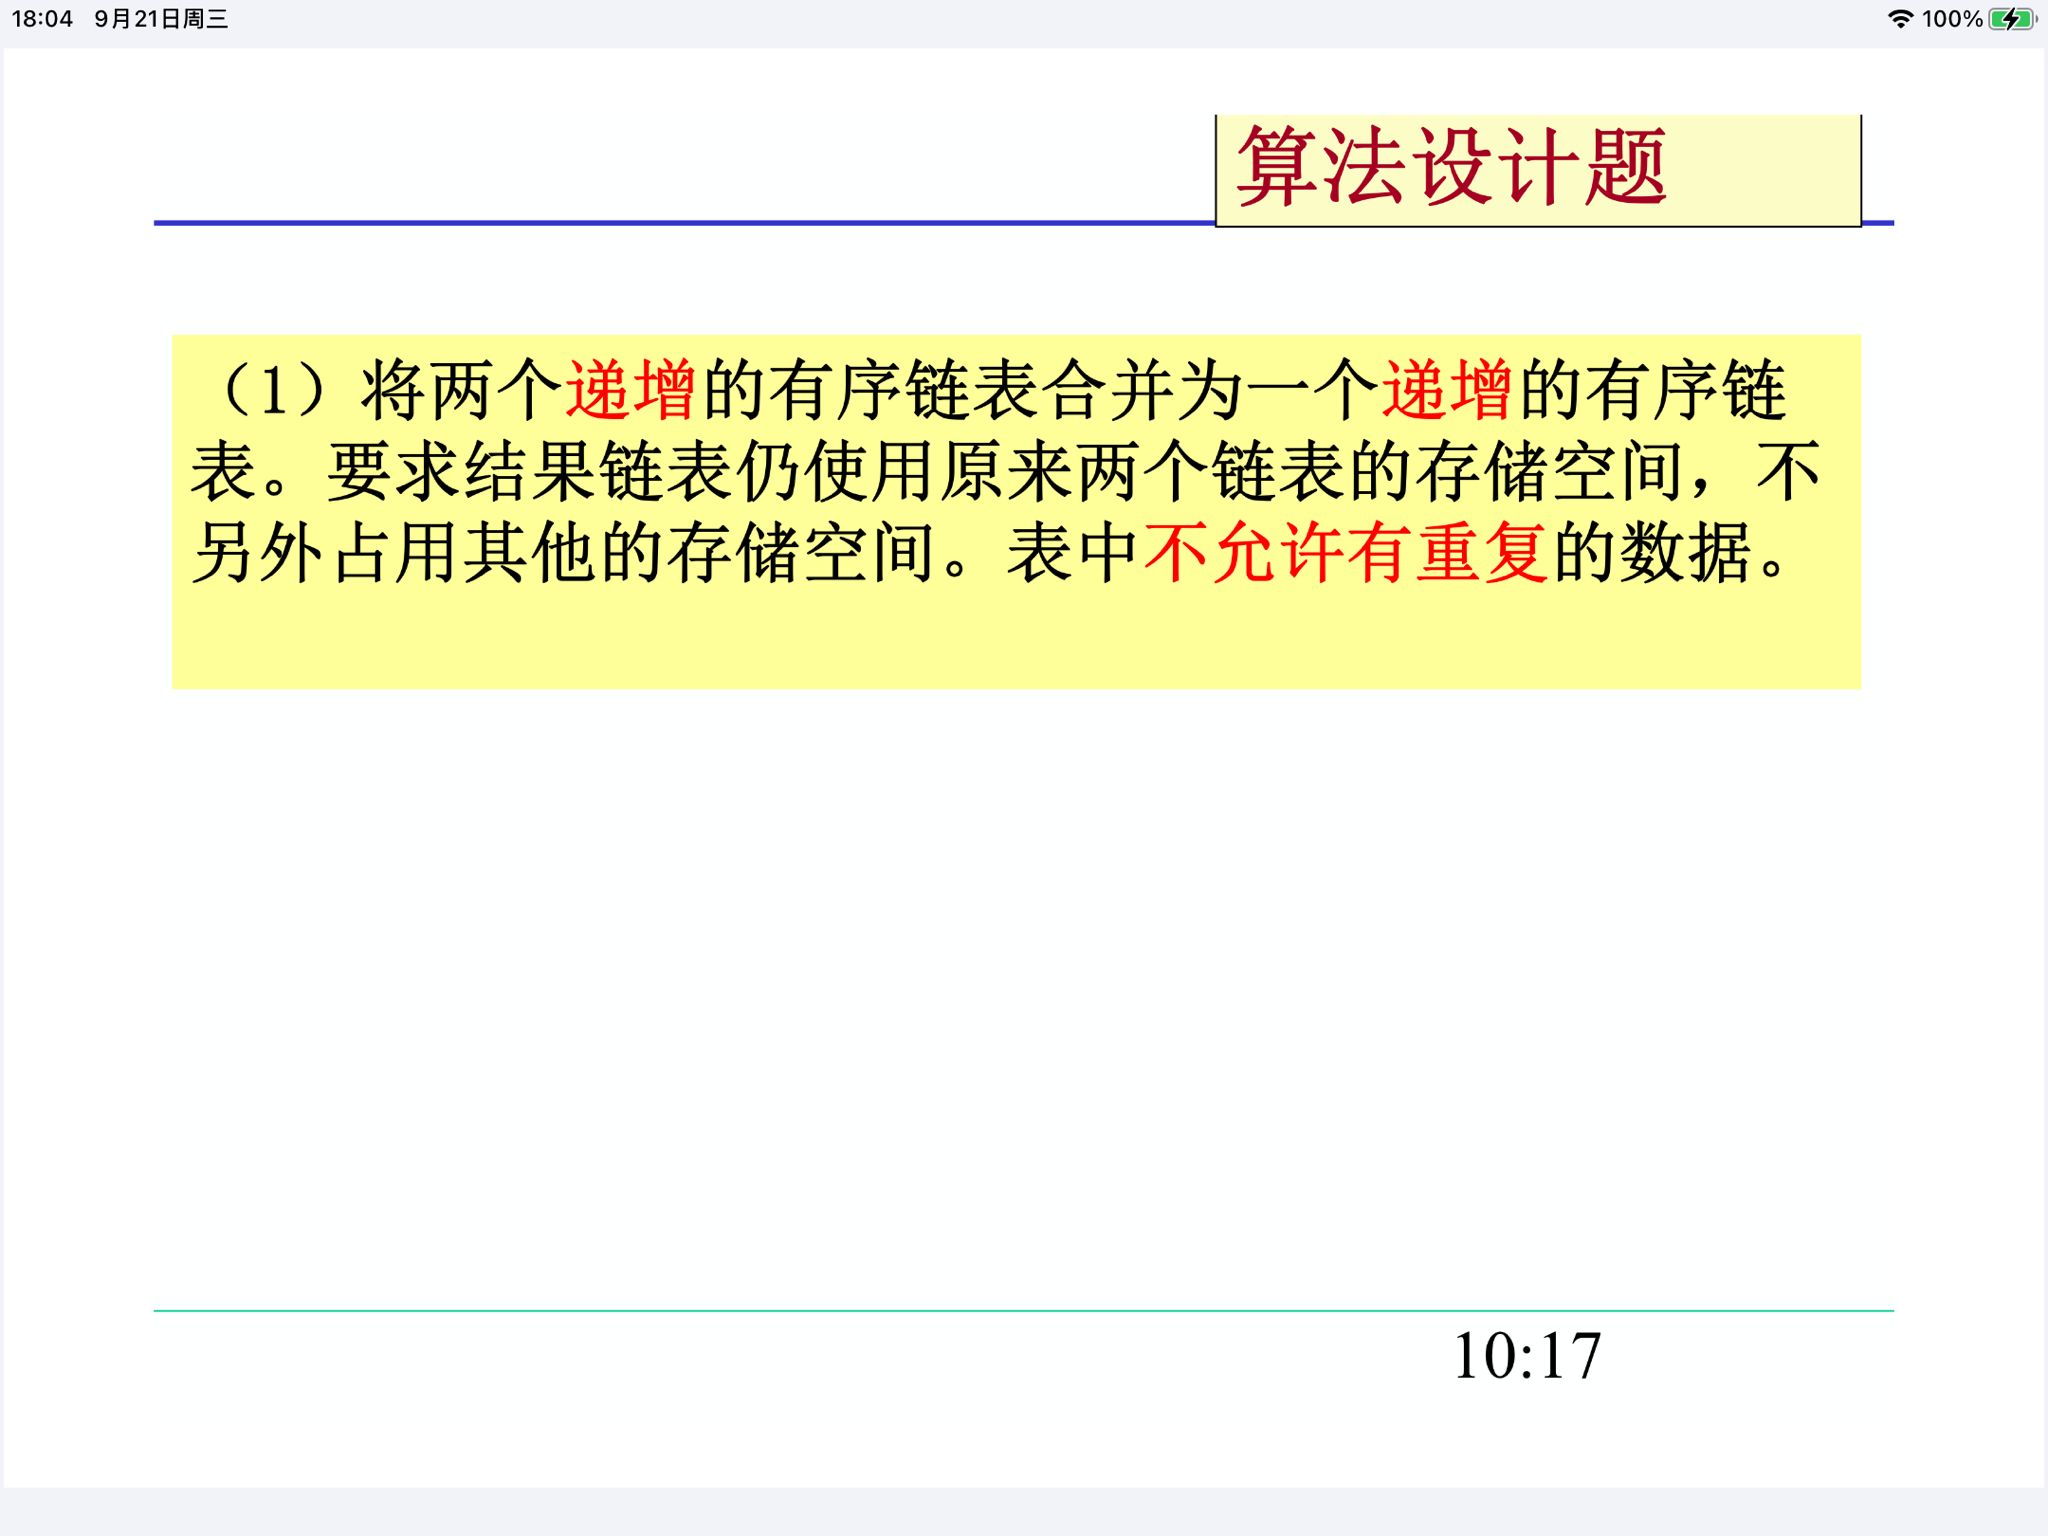 18:04 9月21日周三
100%
算法设计题
（1）将两个递增的有序链表合并为一个递增的有序链
表。要求结果链表仍使用原来两个链表的存储空间，不
另外占用其他的存储空间。表中不允许有重复的数据。
10:17